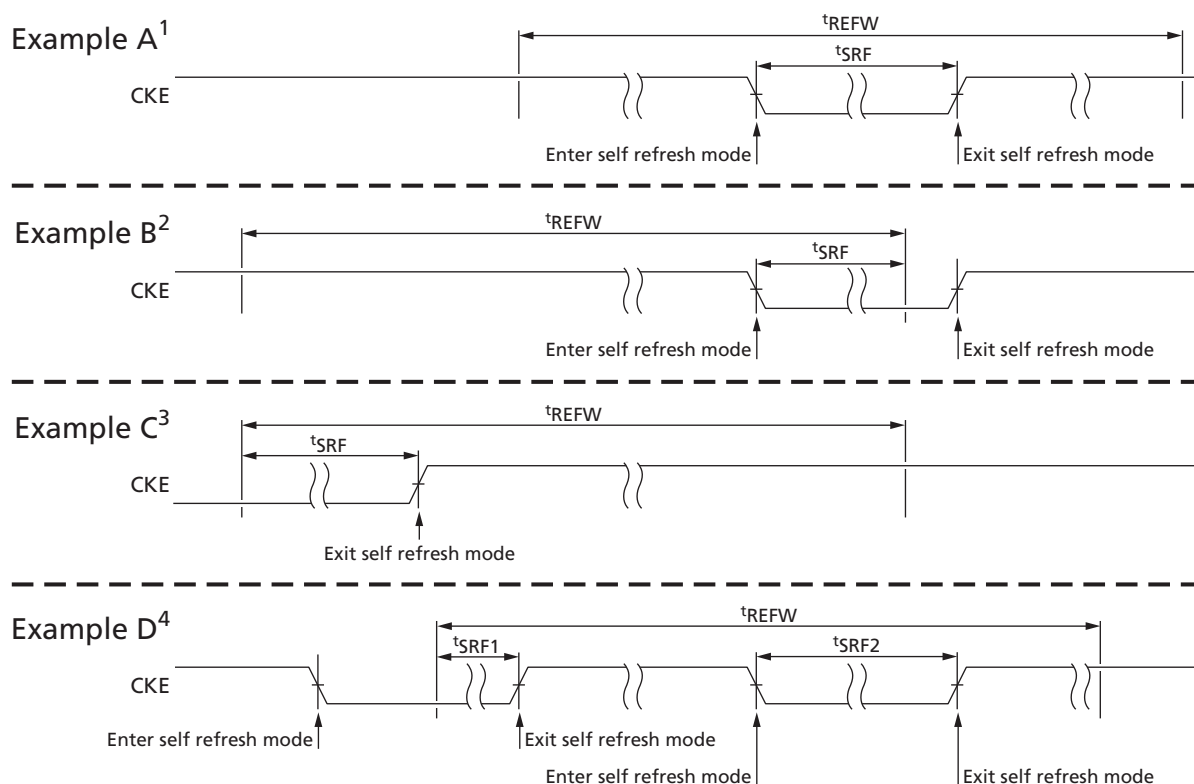 Example A1
tREFW
tSRF
CKE
Enter self refresh mode
Exit self refresh mode
Example B2
tREFW
tSRF
CKE
Enter self refresh mode
Exit self refresh mode
Example C3
tREFW
tSRF
CKE
Exit self refresh mode
Example D4
tREFW
tSRF1
tSRF2
CKE
Enter self refresh mode
Exit self refresh mode
Enter self refresh mode
Exit self refresh mode